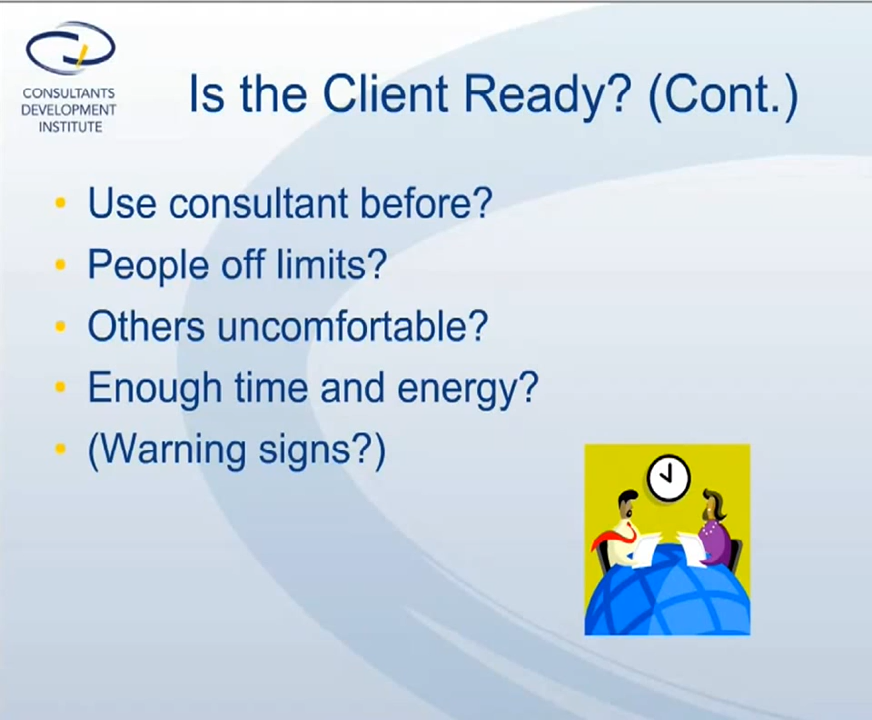 CONSULTANTS
DEVELOPMENT
INSTITUTE
Is the Client Ready? (Cont.)
• Use consultant before?
• People off limits?
• Others uncomfortable?
• Enough time and energy?
• (Warning signs?)